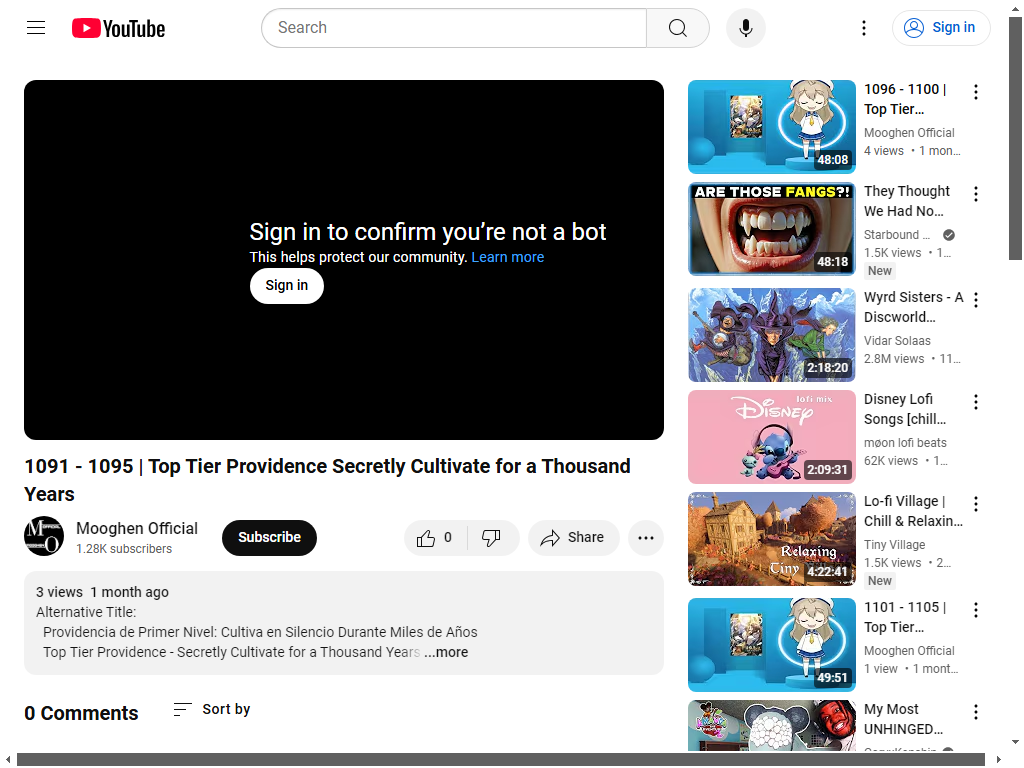 YouTube
Search
Sign in
Sign in to confirm you’re not a bot
This helps protect our community. Learn more
Sign in
1091 - 1095 | Top Tier Providence Secretly Cultivate for a Thousand
Years
Mooghen Official
1.28K subscribers
Subscribe
0
Share
3 views 1 month ago
Alternative Title:
Providencia de Primer Nivel: Cultiva en Silencio Durante Miles de Años
Top Tier Providence - Secretly Cultivate for a Thousand Years ...more
0 Comments
Sort by
48:08
1096 - 1100 |
Top Tier…
Mooghen Official
4 views • 1 mon…
ARE THOSE FANGS?!
48:18
They Thought
We Had No…
Starbound …
1.5K views • 1…
New
2:18:20
Wyrd Sisters - A
Discworld…
Vidar Solaas
2.8M views • 11…
lofi mix
Disney
2:09:31
Disney Lofi
Songs [chill…
møon lofi beats
62K views • 1…
Relaxing
Tiny
4:22:41
Lo-fi Village |
Chill & Relaxin…
Tiny Village
1.5K views • 2…
New
49:51
1101 - 1105 |
Top Tier…
Mooghen Official
1 view • 1 mont…
My Most
UNHINGED…